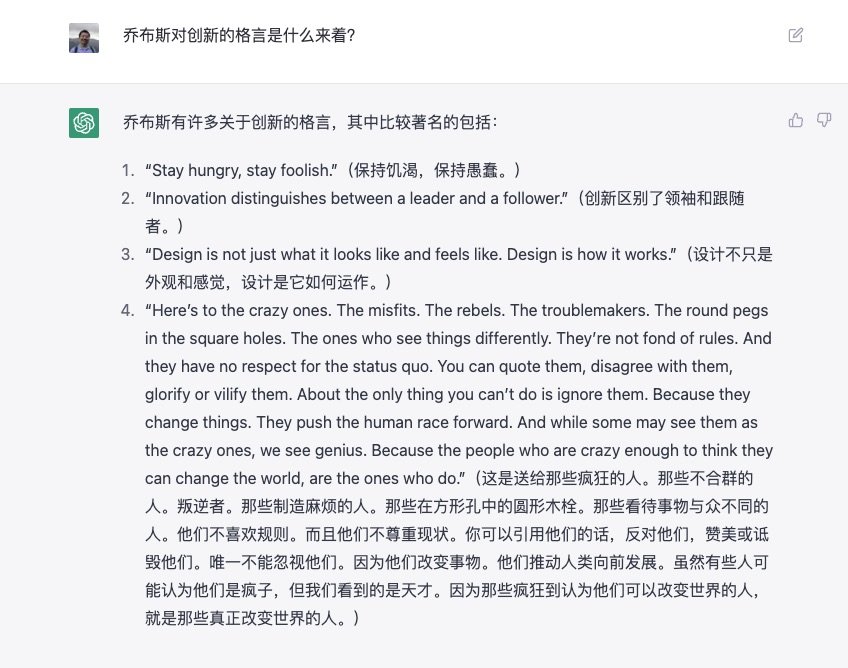 乔布斯对创新的格言是什么来着?
乔布斯有许多关于创新的格言，其中比较著名的包括：
1. “Stay hungry, stay foolish.”（保持饥渴，保持愚蠢。）
2. “Innovation distinguishes between a leader and a follower.”（创新区别了领袖和跟随
者。）
3. “Design is not just what it looks like and feels like. Design is how it works.”（设计不只是
外观和感觉，设计是它如何运作。）
4. “Here’s to the crazy ones. The misfits. The rebels. The troublemakers. The round pegs
in the square holes. The ones who see things differently. They’re not fond of rules. And
they have no respect for the status quo. You can quote them, disagree with them,
glorify or vilify them. About the only thing you can’t do is ignore them. Because they
change things. They push the human race forward. And while some may see them as
the crazy ones, we see genius. Because the people who are crazy enough to think they
can change the world, are the ones who do.”（这是送给那些疯狂的人。那些不合群的
人。叛逆者。那些制造麻烦的人。那些在方形孔中的圆形木栓。那些看待事物与众不同的
人。他们不喜欢规则。而且他们不尊重现状。你可以引用他们的话，反对他们，赞美或诋
毁他们。唯一不能忽视他们。因为他们改变事物。他们推动人类向前发展。虽然有些人可
能认为他们是疯子，但我们看到的是天才。因为那些疯狂到认为他们可以改变世界的人，
就是那些真正改变世界的人。）